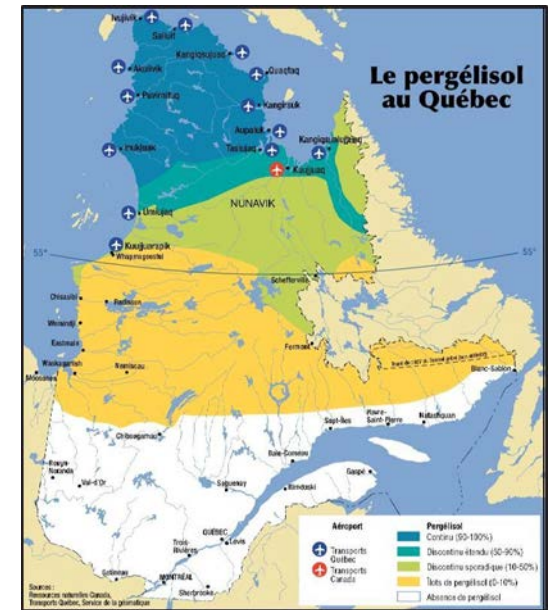 Ivujivik
Salluit
Kangiqsujuaq
Quaqtaq
Akulivik
Puvirnituq
Kangirsuk
Le pergélisol
au Québec
Aupaluk
Inukjuak
Tasiujaq
Kangiqsualujjuaq
Kuujjuaq
Umiujaq
NUNAVIK
Kuujjuarapik
Whapmagoostui
55°
55°
Schefferville
Chisasibi
Radisson
Wemindji
Eastmain
Fermont
Waskaganish
Nemiscau
Moosonee
Blanc-Sablon
Chibougamau
Sept-Îles
Havre-
Saint-Pierre
Natashquan
Baie-Comeau
Rouyn-
Noranda
Val-d'Or
Saguenay
Gaspé
Rimouski
QUÉBEC
Lévis
Trois-
Rivières
Gatineau
MONTRÉAL
Sherbrooke
Aéroport
Transports
Québec
Transports
Canada
Pergélisol
Continu (90-100%)
Discontinu étendu (50-90%)
Discontinu sporadique (10-50%)
Îlots de pergélisol (0-10%)
Absence de pergélisol
Sources :
Ressources naturelles Canada,
Transports Québec, Service de la géomatique